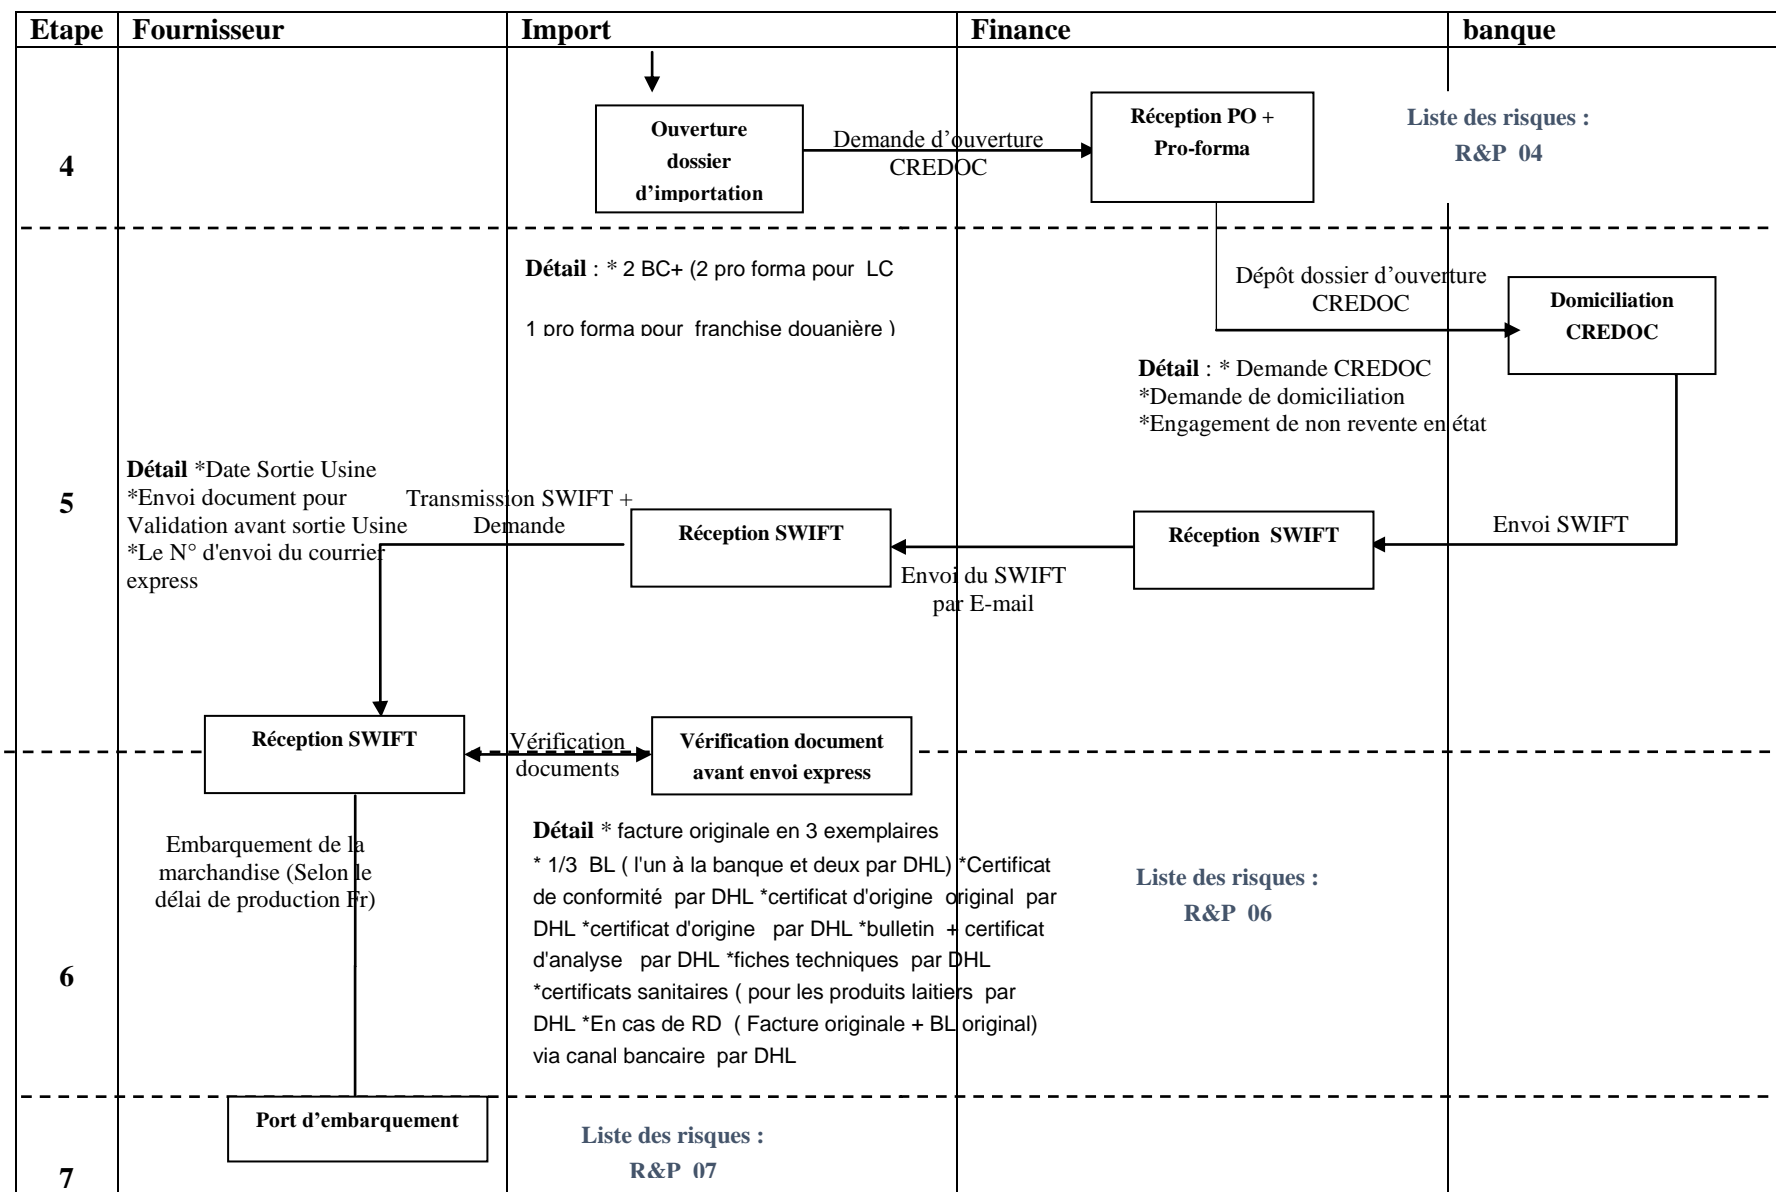 Etape
Fournisseur
Import
Finance
banque
4
Ouverture
dossier
d’importation
Demande d’ouverture
CREDOC
Réception PO +
Pro-forma
Liste des risques :
R&P 04
5
Détail : * 2 BC+ (2 pro forma pour LC
1 pro forma pour franchise douanière )
Dépôt dossier d’ouverture
CREDOC
Domiciliation
CREDOC
Détail : * Demande CREDOC
*Demande de domiciliation
*Engagement de non revente en état
Détail *Date Sortie Usine
*Envoi document pour
Validation avant sortie Usine
*Le N° d'envoi du courrier
express
Transmission SWIFT +
Demande
Réception SWIFT
Envoi du SWIFT
par E-mail
Réception SWIFT
Envoi SWIFT
Réception SWIFT
Vérification
documents
Vérification document
avant envoi express
6
Embarquement de la
marchandise (Selon le
délai de production Fr)
Détail * facture originale en 3 exemplaires
* 1/3 BL ( l'un à la banque et deux par DHL) *Certificat
de conformité par DHL *certificat d'origine original par
DHL *certificat d'origine par DHL *bulletin + certificat
d'analyse par DHL *fiches techniques par DHL
*certificats sanitaires ( pour les produits laitiers par
DHL *En cas de RD ( Facture originale + BL original)
via canal bancaire par DHL
Liste des risques :
R&P 06
7
Port d’embarquement
Liste des risques :
R&P 07